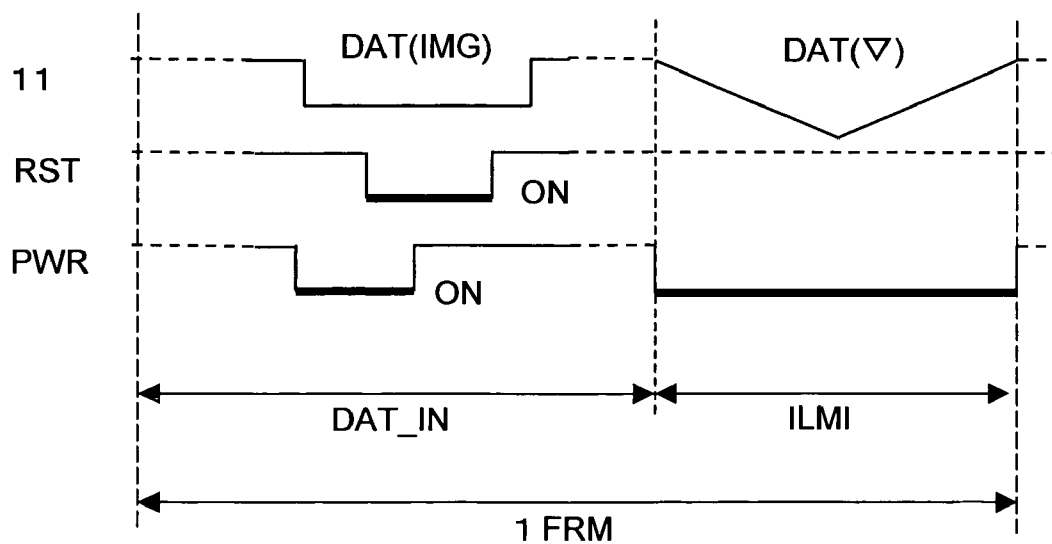 DAT(IMG)
DAT(▽)
11
RST
ON
PWR
ON
DAT_IN
ILMI
1 FRM